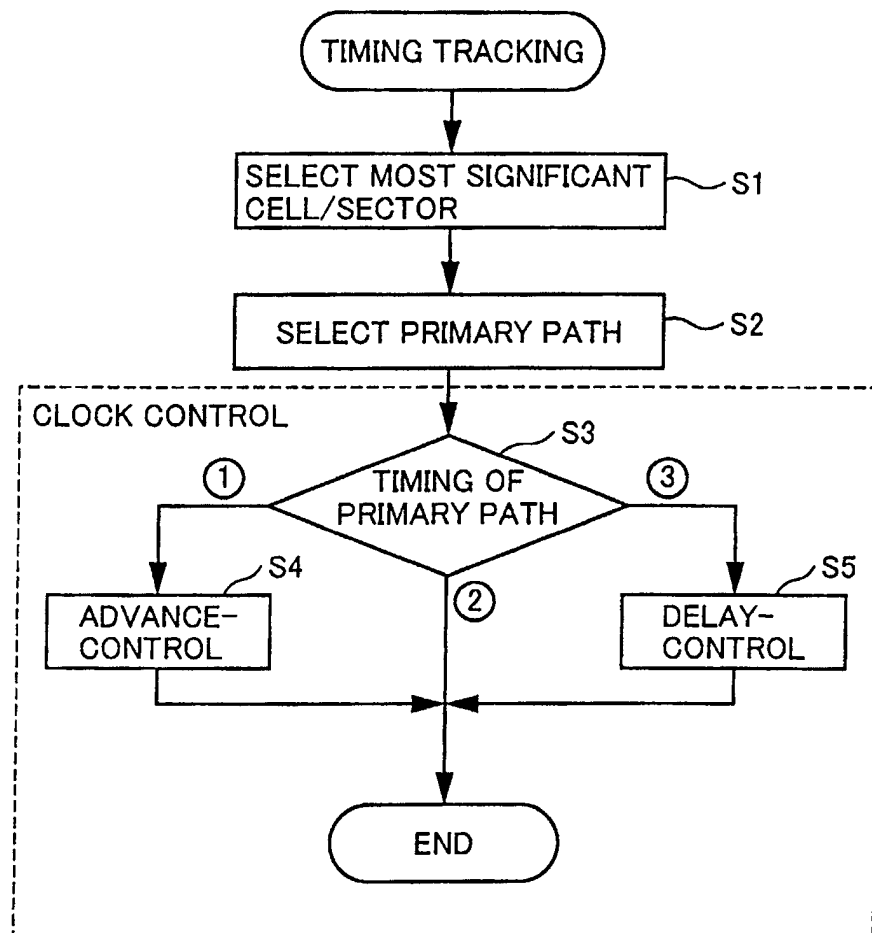 TIMING TRACKING
SELECT MOST SIGNIFICANT
CELL/SECTOR
S1
SELECT PRIMARY PATH
S2
CLOCK CONTROL
S3
TIMING OF
PRIMARY PATH
①
③
②
S4
ADVANCE-
CONTROL
S5
DELAY-
CONTROL
END